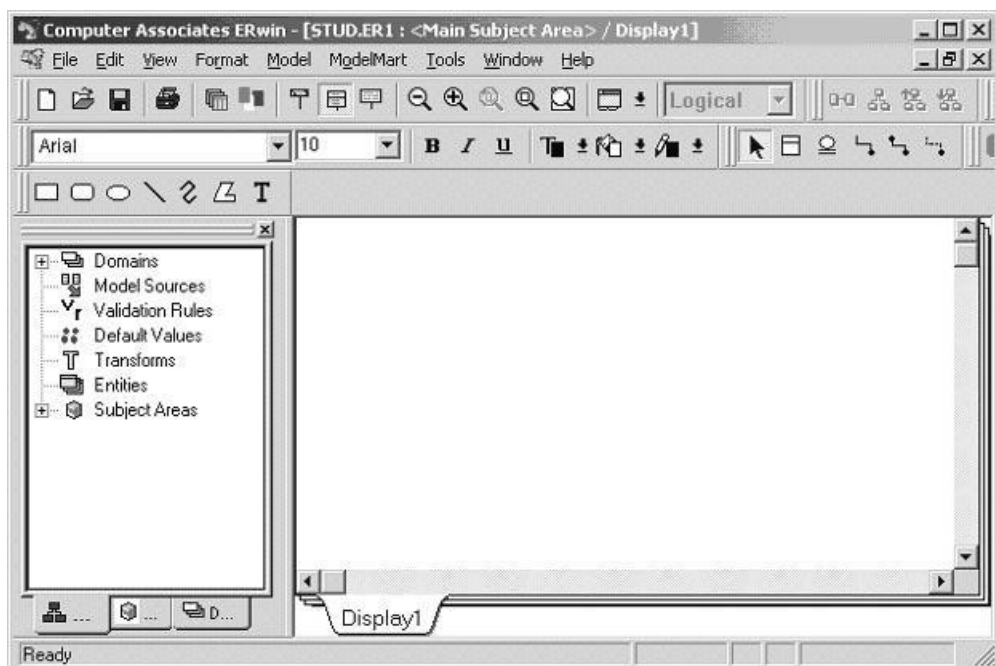 Computer Associates ERwin - [STUD.ER1 : <Main Subject Area> / Display1]
File Edit View Format Model ModelMart Tools Window Help
Logical
Arial 10 B I U T
T
Domains
Model Sources
Validation Rules
Default Values
Transforms
Entities
Subject Areas
... ... D...
Display1
Ready